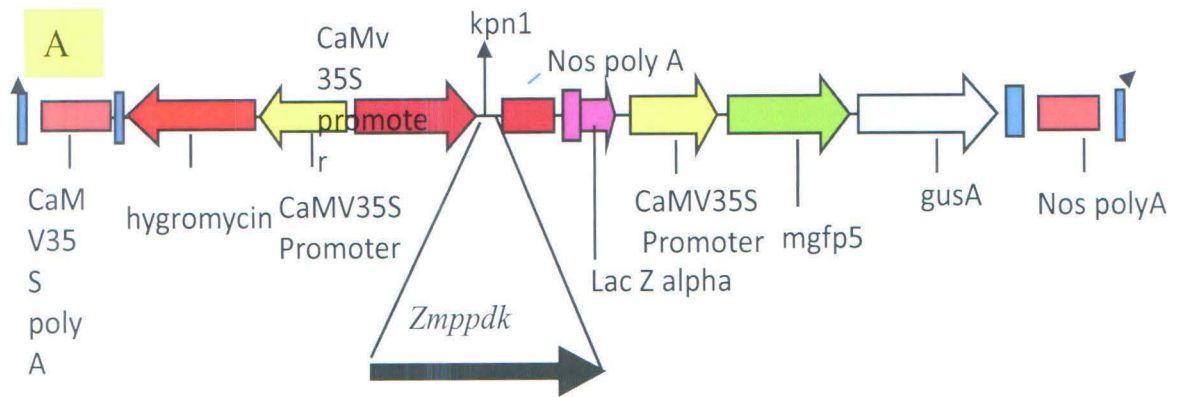 A
CaMv
35S
promote
r
kpn1
Nos poly A
CaM
V35
S
poly
A
hygromycin
CaMV35S
Promoter
Zmppdk
Lac Z alpha
CaMV35S
Promoter
mgfp5
gusA
Nos polyA